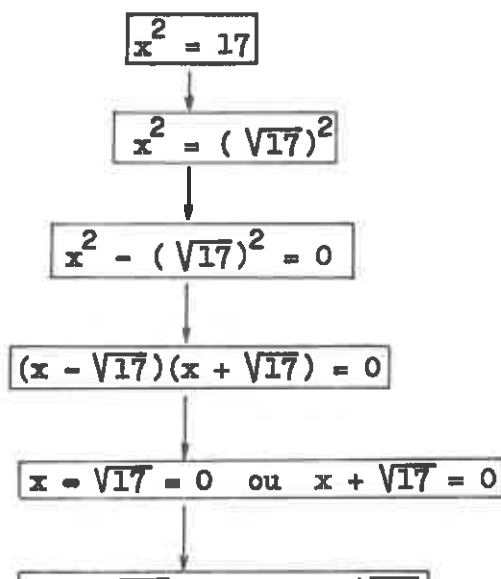 x² = 17
x² = (√17)²
x² - (√17)² = 0
(x - √17)(x + √17) = 0
x - √17 = 0 ou x + √17 = 0